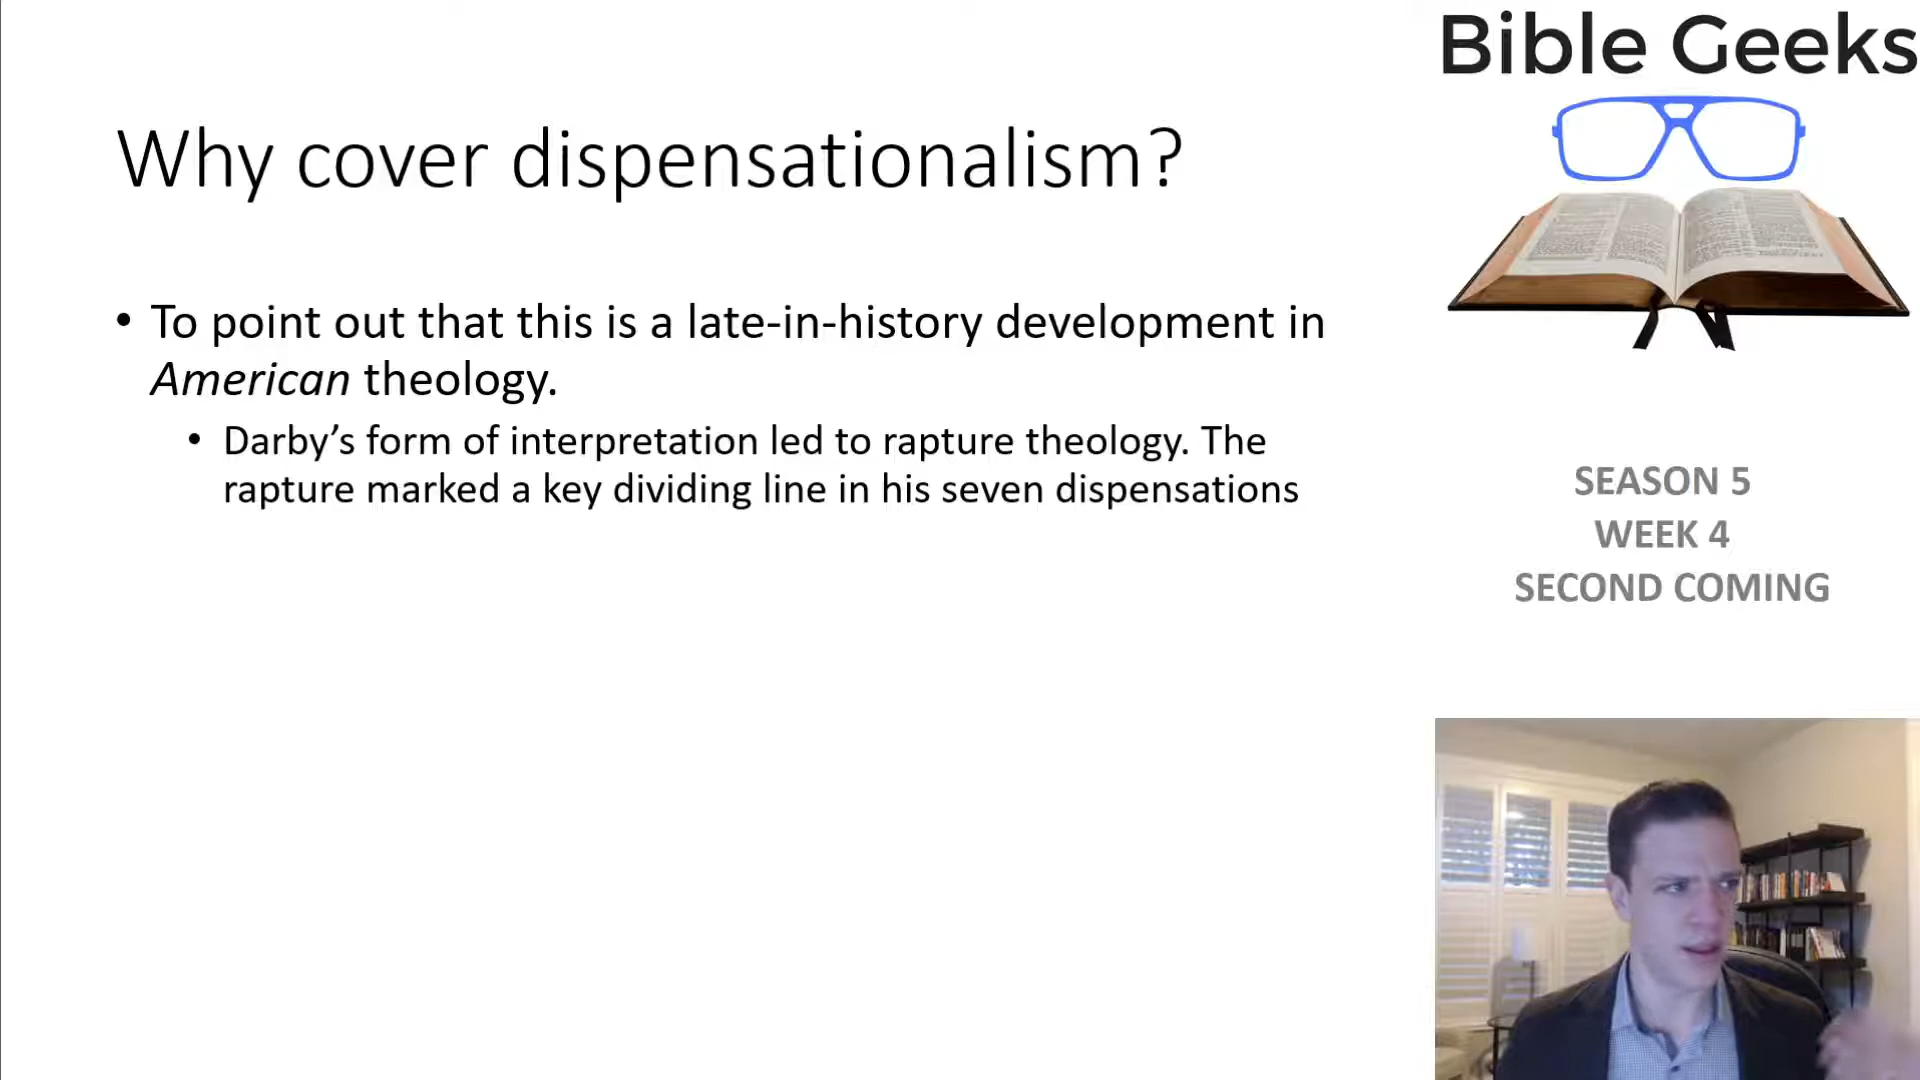 Bible Geeks
Why cover dispensationalism?
• To point out that this is a late-in-history development in
American theology.
• Darby’s form of interpretation led to rapture theology. The
rapture marked a key dividing line in his seven dispensations
SEASON 5
WEEK 4
SECOND COMING